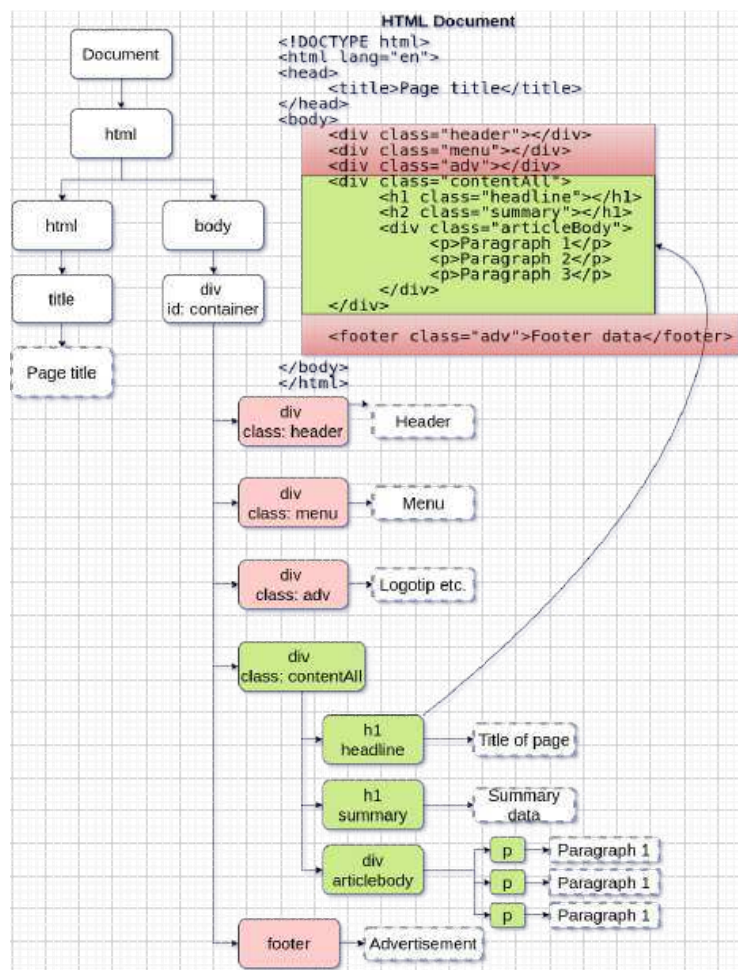 HTML Document
<!DOCTYPE html>
<html lang="en">
<head>
<title>Page title</title>
</head>
<body>
<div class="header"></div>
<div class="menu"></div>
<div class="adv"></div>
<div class="contentAll">
<h1 class="headline"></h1>
<h2 class="summary"></h1>
<div class="articleBody">
<p>Paragraph 1</p>
<p>Paragraph 2</p>
<p>Paragraph 3</p>
</div>
</div>
<footer class="adv">Footer data</footer>
</body>
</html>
Document
html
html
body
title
div
id: container
Page title
div
class: header
Header
div
class: menu
Menu
div
class: adv
Logotip etc.
div
class: contentAll
h1
headline
Title of page
h1
summary
Summary
data
div
articlebody
p
Paragraph 1
p
Paragraph 1
p
Paragraph 1
footer
Advertisement